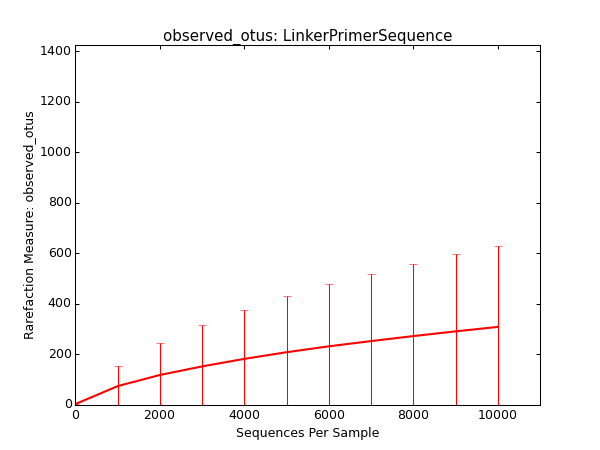 observed_otus: LinkerPrimerSequence
1400
1200
1000
800
600
400
200
0
Rarefaction Measure: observed_otus
0 2000 4000 6000 8000 10000
Sequences Per Sample